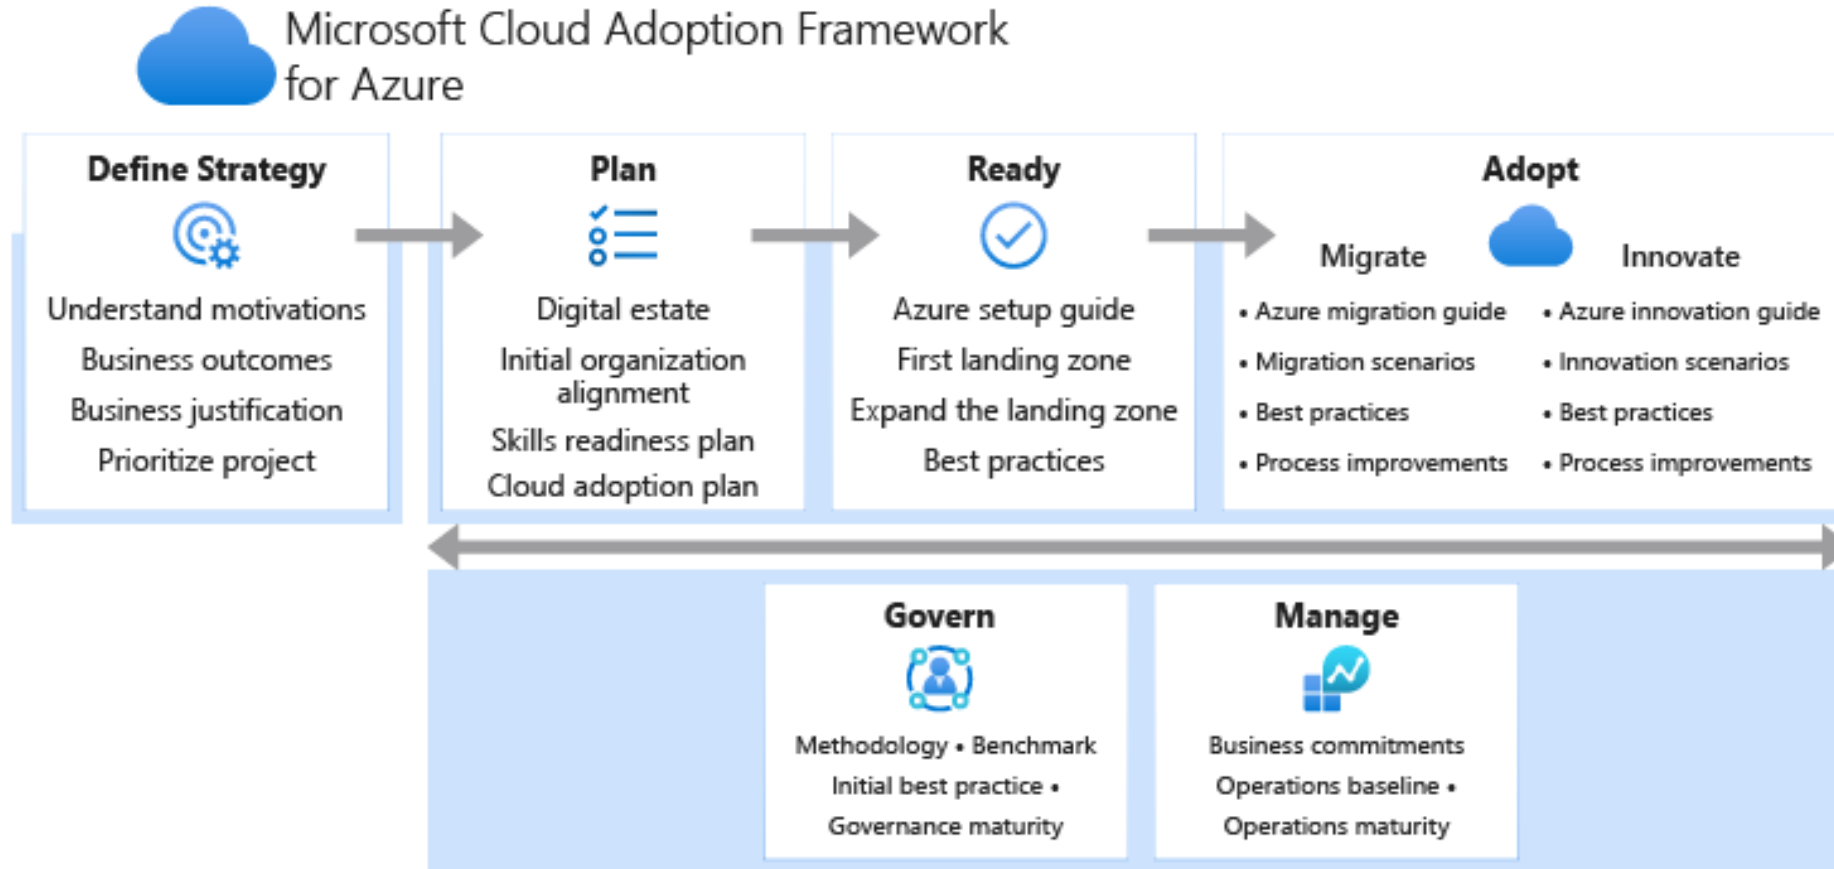 Microsoft Cloud Adoption Framework
for Azure
Define Strategy
Understand motivations
Business outcomes
Business justification
Prioritize project
Plan
Digital estate
Initial organization
alignment
Skills readiness plan
Cloud adoption plan
Ready
Azure setup guide
First landing zone
Expand the landing zone
Best practices
Adopt
Migrate
• Azure migration guide
• Migration scenarios
• Best practices
• Process improvements
Innovate
• Azure innovation guide
• Innovation scenarios
• Best practices
• Process improvements
Govern
Methodology • Benchmark
Initial best practice •
Governance maturity
Manage
Business commitments
Operations baseline •
Operations maturity